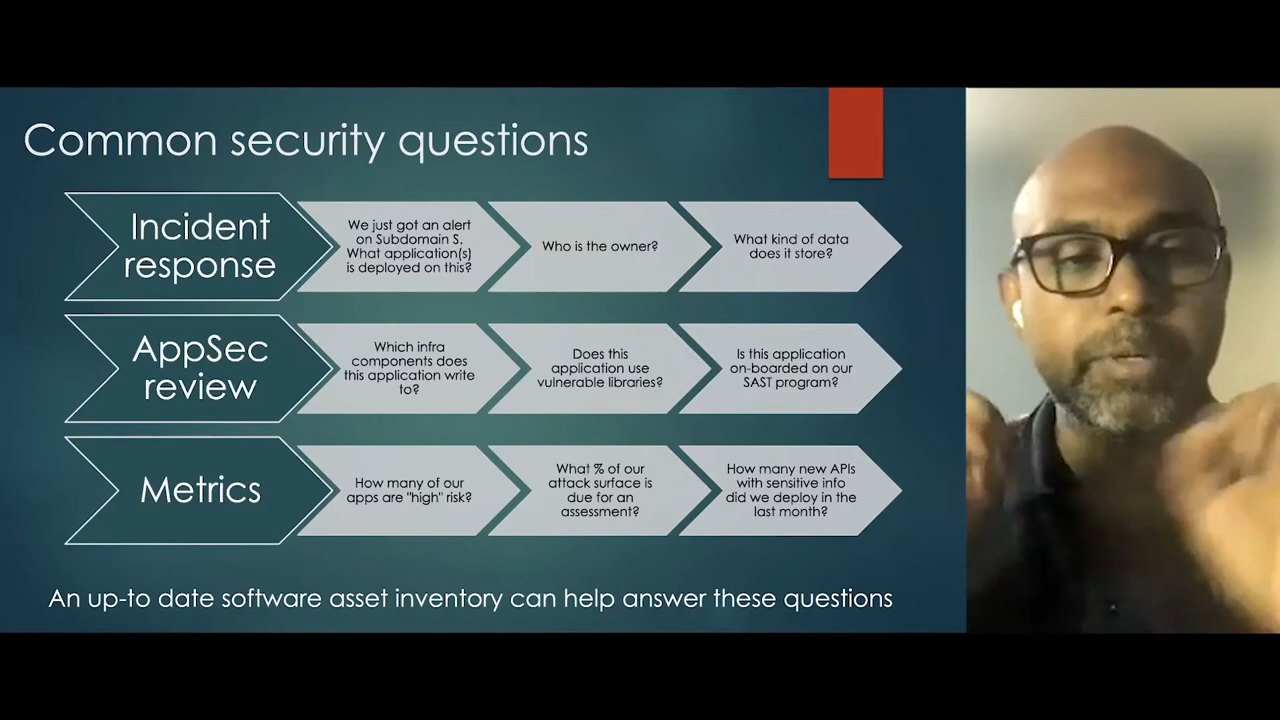 Common security questions
Incident
response
We just got an alert
on Subdomain S.
What application(s)
is deployed on this?
Who is the owner?
What kind of data
does it store?
AppSec
review
Which infra
components does
this application write
to?
Does this
application use
vulnerable libraries?
Is this application
on-boarded on our
SAST program?
Metrics
How many of our
apps are "high" risk?
What % of our
attack surface is
due for an
assessment?
How many new APIs
with sensitive info
did we deploy in the
last month?
An up-to date software asset inventory can help answer these questions